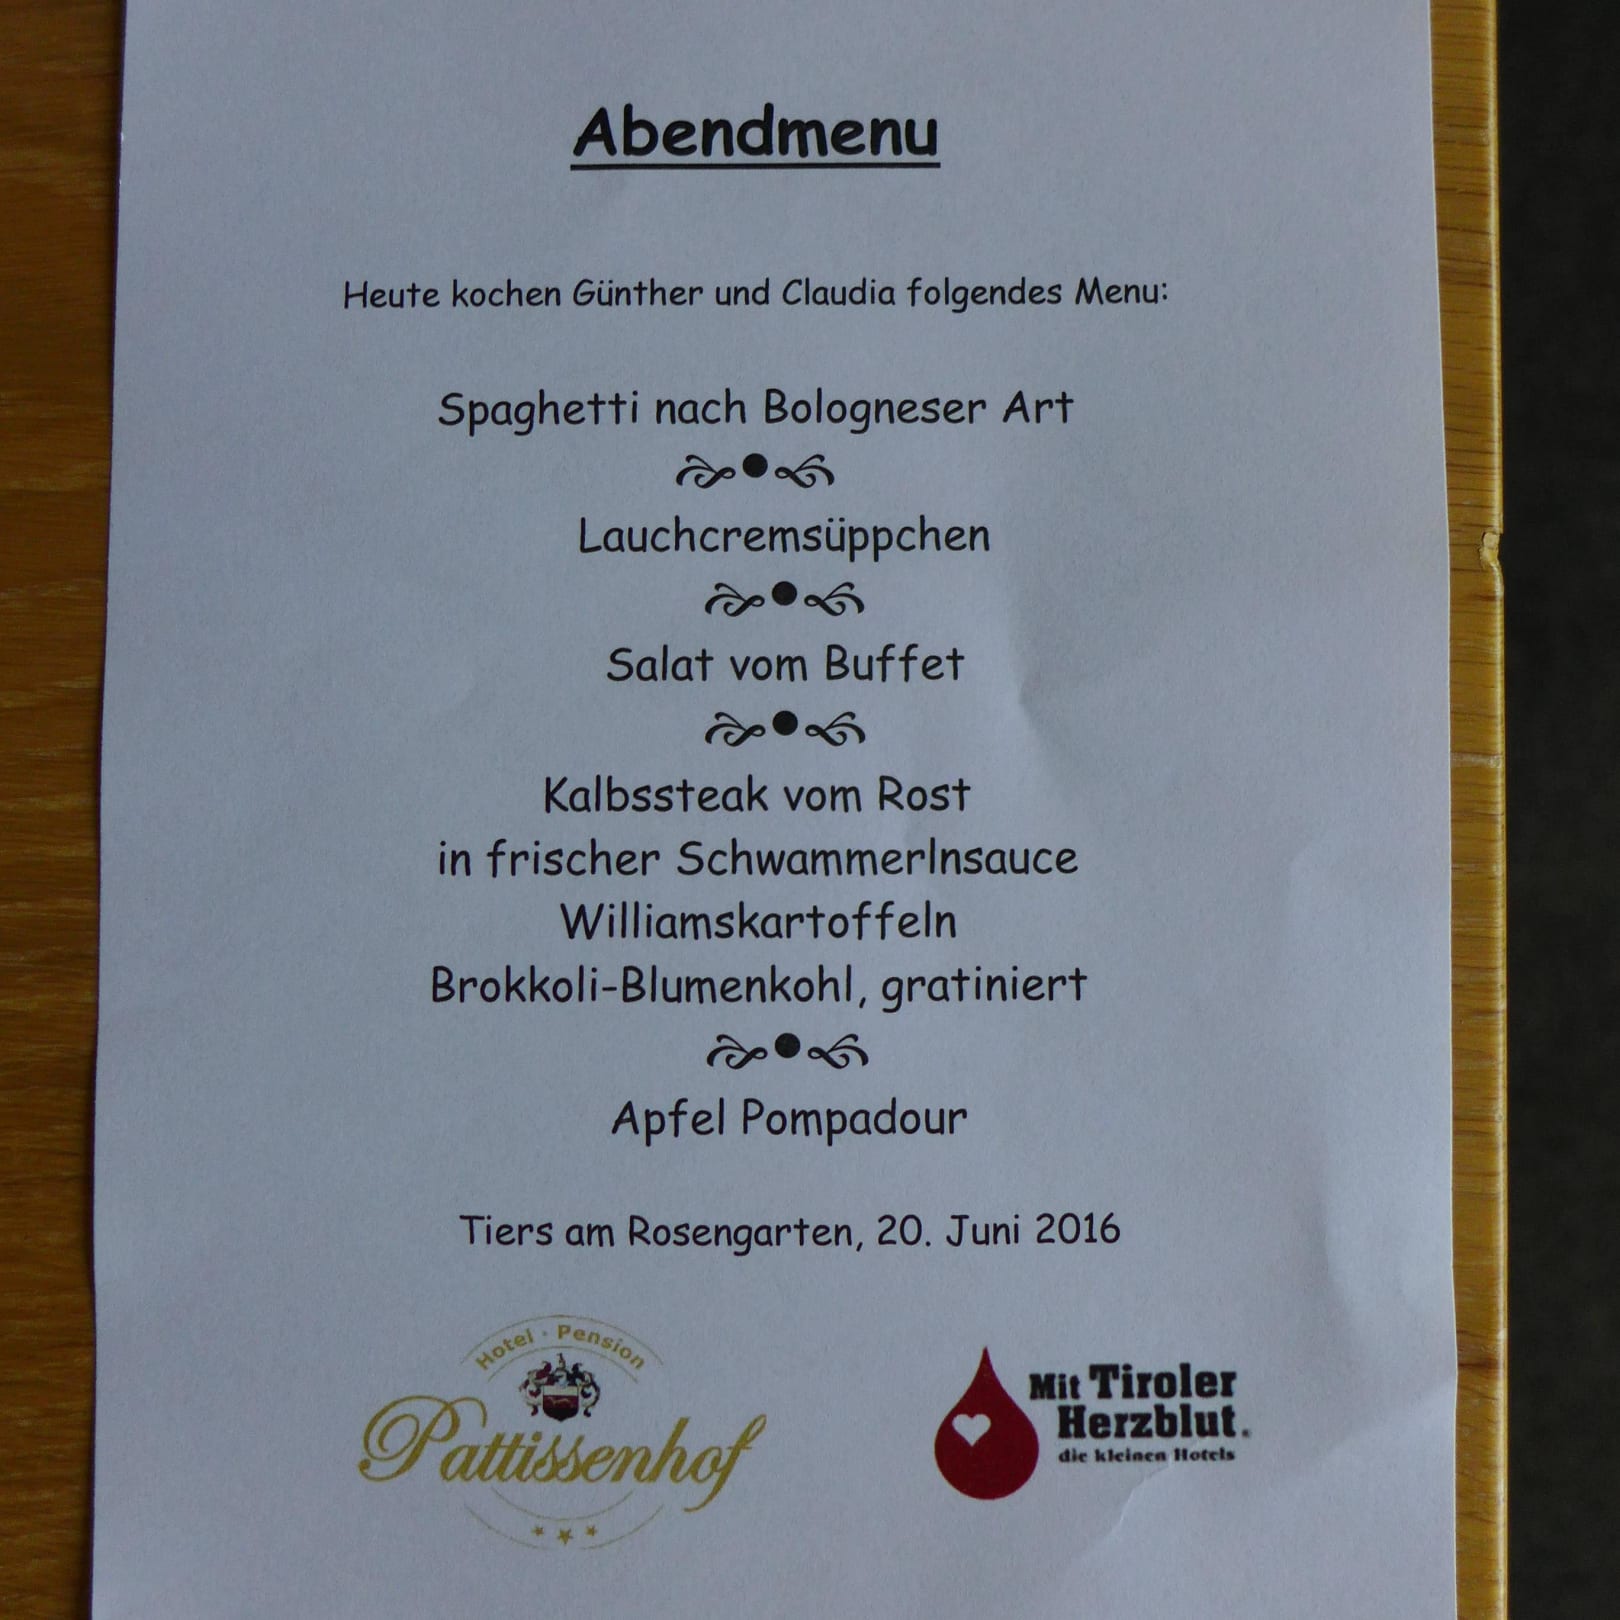 Abendmenu
Heute kochen Günther und Claudia folgendes Menu:
Spaghetti nach Bologneser Art
Lauchcremsüppchen
Salat vom Buffet
Kalbssteak vom Rost
in frischer Schwammerlnsauce
Williamskartoffeln
Brokkoli-Blumenkohl, gratiniert
Apfel Pompadour
Tiers am Rosengarten, 20. Juni 2016
Hotel · Pension
Pattissenhof
Mit Tiroler
Herzblut.
die kleinen Hotels